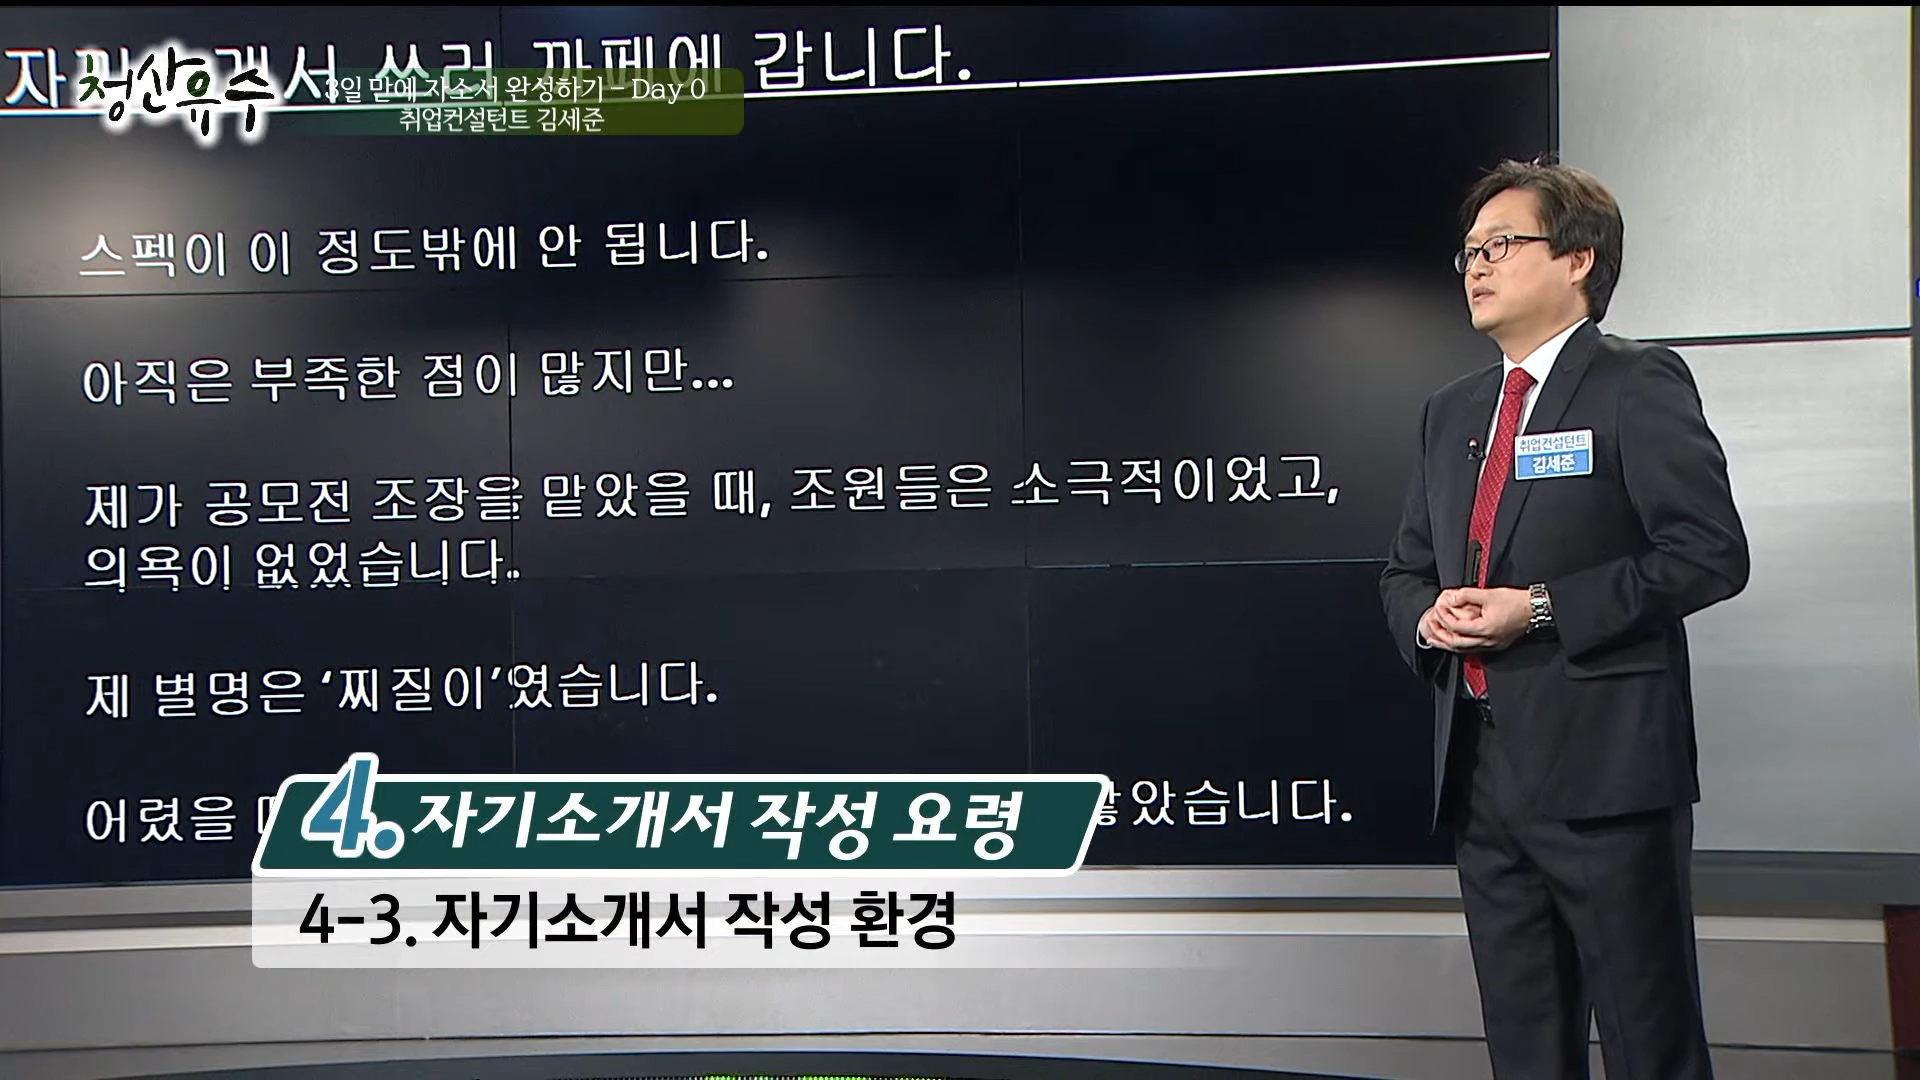 자기소개서 쓰러 까페에 갑니다.
청산유수
3일 만에 자소서 완성하기 - Day 0
취업컨설턴트 김세준
스펙이 이 정도밖에 안 됩니다.
아직은 부족한 점이 많지만...
제가 공모전 조장을 맡았을 때, 조원들은 소극적이었고,
의욕이 없었습니다.
제 별명은 ‘찌질이’였습니다.
어렸을 않았습니다.
취업컨설턴트
김세준
4. 자기소개서 작성 요령
4-3. 자기소개서 작성 환경